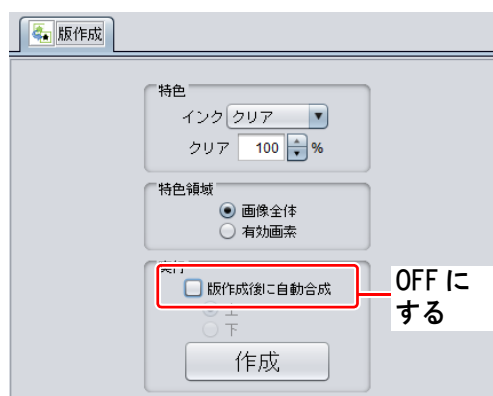 版作成
特色
インク クリア
クリア 100 %
特色領域
画像全体
有効画素
実行
版作成後に自動合成
OFF に
する
上
下
作成